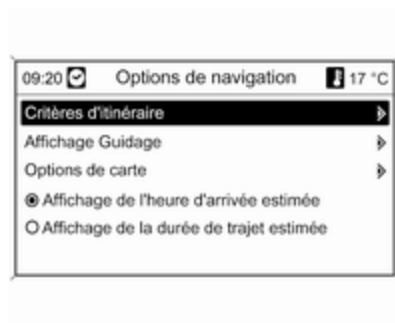 09:20 Options de navigation 17 °C
Critères d'itinéraire
Affichage Guidage
Options de carte
Affichage de l'heure d'arrivée estimée
Affichage de la durée de trajet estimée